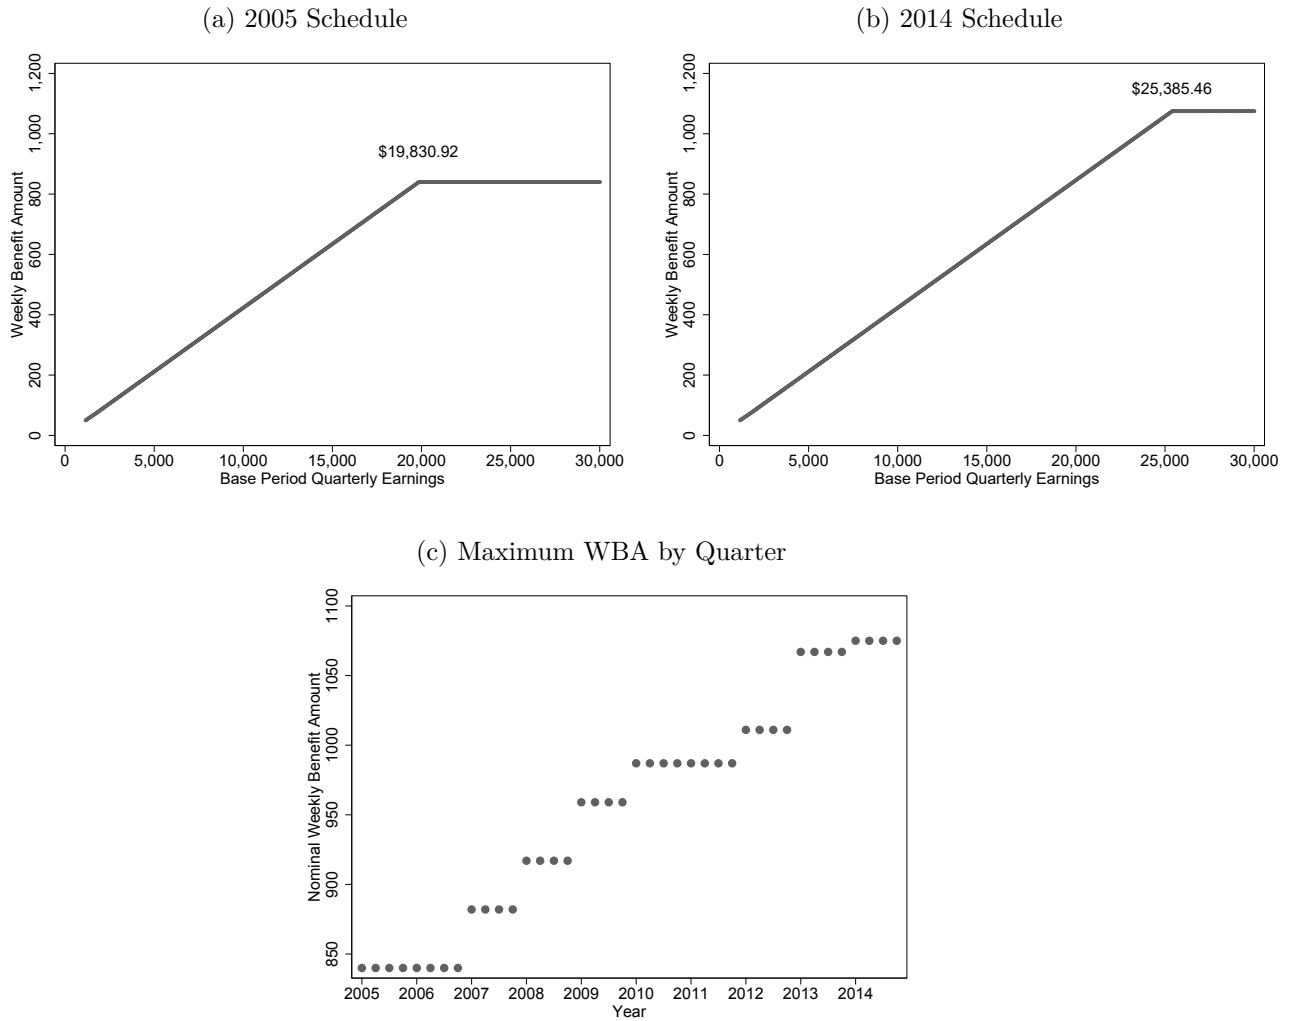 (a) 2005 Schedule
Weekly Benefit Amount
1,200
1,000
800
600
400
200
0
$19,830.92
0 5,000 10,000 15,000 20,000 25,000 30,000
Base Period Quarterly Earnings
(b) 2014 Schedule
Weekly Benefit Amount
1,200
1,000
800
600
400
200
0
$25,385.46
0 5,000 10,000 15,000 20,000 25,000 30,000
Base Period Quarterly Earnings
(c) Maximum WBA by Quarter
Nominal Weekly Benefit Amount
1100
1050
1000
950
900
850
2005 2006 2007 2008 2009 2010 2011 2012 2013 2014
Year